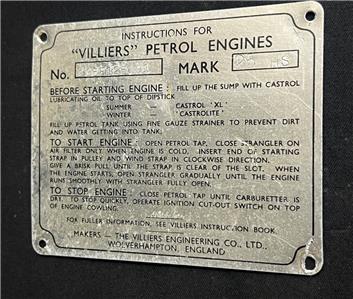 INSTRUCTIONS FOR
"VILLIERS" PETROL ENGINES
No. MARK HS
BEFORE STARTING ENGINE: FILL UP THE SUMP WITH CASTROL
LUBRICATING OIL TO TOP OF DIPSTICK
SUMMER CASTROL 'XL'
WINTER 'CASTROLITE'
FILL UP PETROL TANK USING FINE GAUZE STRAINER TO PREVENT DIRT
AND WATER GETTING INTO TANK.
TO START ENGINE: OPEN PETROL TAP, CLOSE STRANGLER ON
AIR FILTER ONLY WHEN ENGINE IS COLD. INSERT END OF STARTING
STRAP IN PULLEY AND WIND STRAP IN CLOCKWISE DIRECTION.
GIVE A BRISK PULL UNTIL THE STRAP IS CLEAR OF THE SLOT. WHEN
THE ENGINE STARTS, OPEN STRANGLER GRADUALLY UNTIL THE ENGINE
RUNS SMOOTHLY WITH STRANGLER FULLY OPEN.
TO STOP ENGINE: CLOSE PETROL TAP UNTIL CARBURETTER IS
DRY. TO STOP QUICKLY, OPERATE IGNITION CUT-OUT SWITCH ON TOP
OF ENGINE COWLING.
FOR FULLER INFORMATION, SEE VILLIERS INSTRUCTION BOOK.
MAKERS - THE VILLIERS ENGINEERING CO., LTD.
WOLVERHAMPTON, ENGLAND